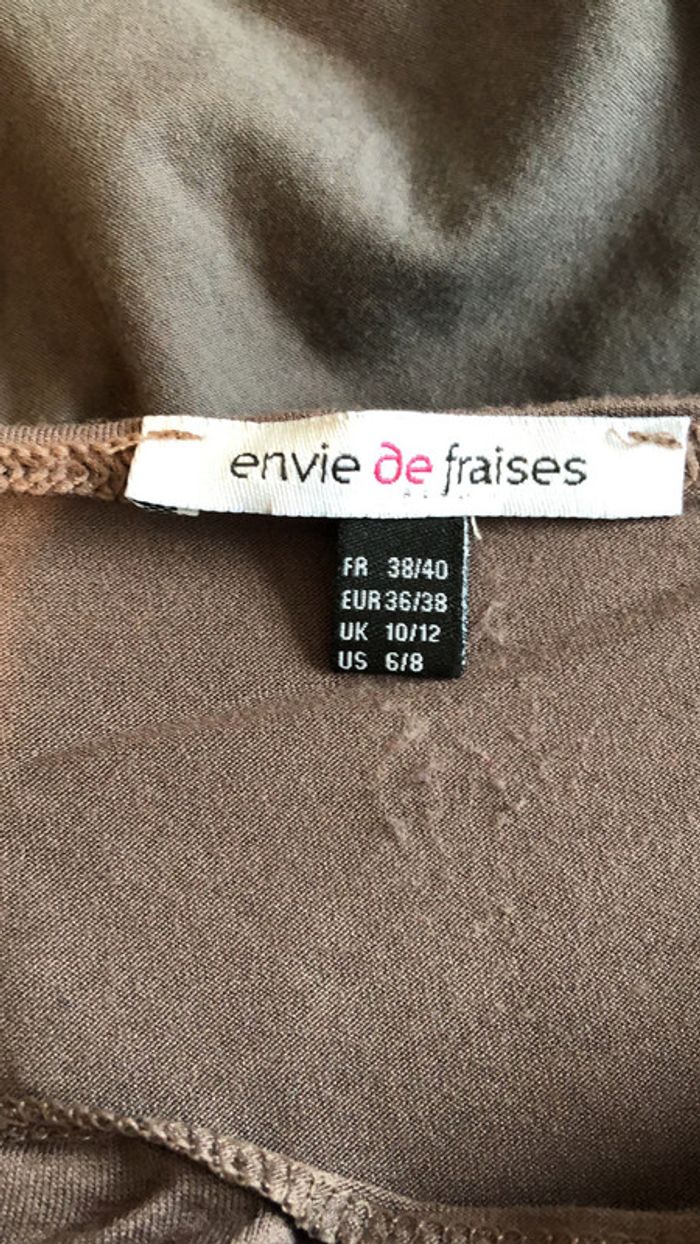 envie de fraises
FR 38/40
EUR 36/38
UK 10/12
US 6/8